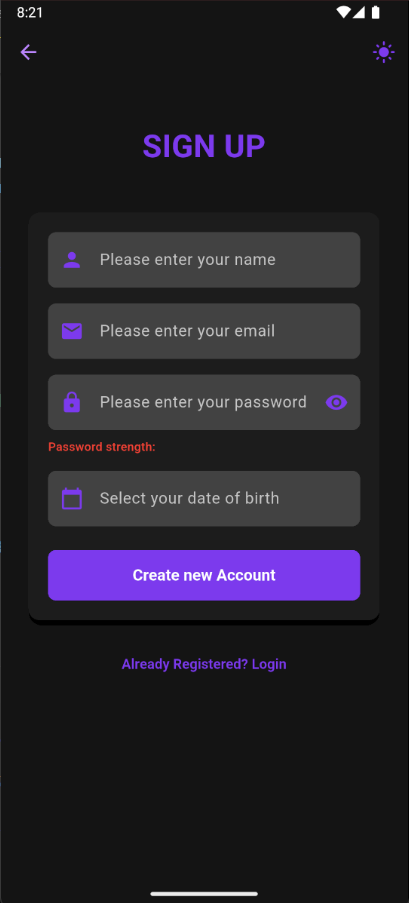 8:21
SIGN UP
Please enter your name
Please enter your email
Please enter your password
Password strength:
Select your date of birth
Create new Account
Already Registered? Login